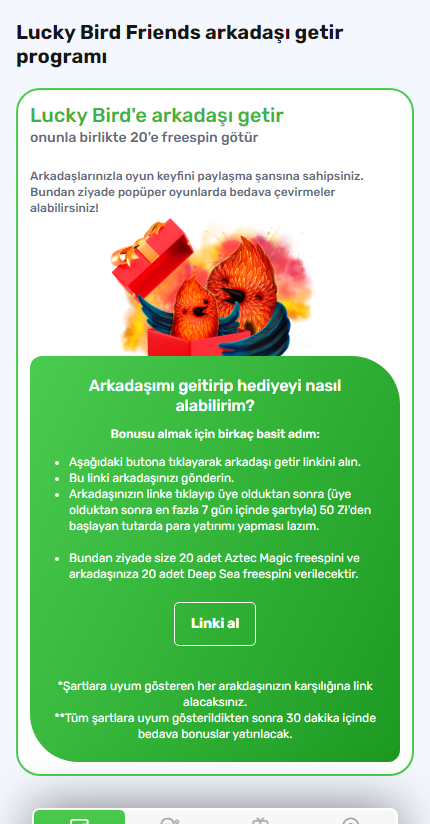 Lucky Bird Friends arkadaşı getir
programı
Lucky Bird'e arkadaşı getir
onunla birlikte 20'e freespin götür
Arkadaşlarınızla oyun keyfini paylaşma şansına sahipsiniz.
Bundan ziyade popüper oyunlarda bedava çevirmeler
alabilirsiniz!
Arkadaşımı geitirip hediyeyi nasıl
alabilirim?
Bonusu almak için birkaç basit adım:
Aşağıdaki butona tıklayarak arkadaşı getir linkini alın.
Bu linki arkadaşınızı gönderin.
Arkadaşınızın linke tıklayıp üye olduktan sonra (üye
olduktan sonra en fazla 7 gün içinde şartıyla) 50 Zł'den
başlayan tutarda para yatırımı yapması lazım.
Bundan ziyade size 20 adet Aztec Magic freespini ve
arkadaşınıza 20 adet Deep Sea freespini verilecektir.
Linki al
*Şartlara uyum gösteren her arakdaşınızın karşılığına link
alacaksınız.
**Tüm şartlara uyum gösterildikten sonra 30 dakika içinde
bedava bonuslar yatırılacak.